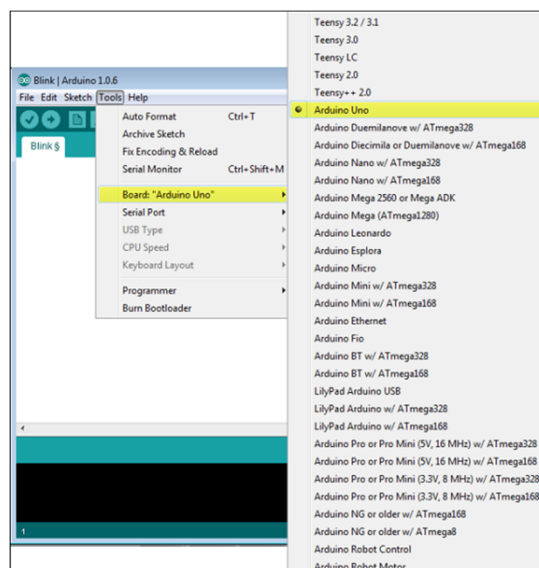 Blink | Arduino 1.0.6
File Edit Sketch Tools Help
Blink §
Auto Format Ctrl+T
Archive Sketch
Fix Encoding & Reload
Serial Monitor Ctrl+Shift+M
Board: "Arduino Uno"
Serial Port
USB Type
CPU Speed
Keyboard Layout
Programmer
Burn Bootloader
1
Teensy 3.2 / 3.1
Teensy 3.0
Teensy LC
Teensy 2.0
Teensy++ 2.0
Arduino Uno
Arduino Duemilanove w/ ATmega328
Arduino Diecimila or Duemilanove w/ ATmega168
Arduino Nano w/ ATmega328
Arduino Nano w/ ATmega168
Arduino Mega 2560 or Mega ADK
Arduino Mega (ATmega1280)
Arduino Leonardo
Arduino Esplora
Arduino Micro
Arduino Mini w/ ATmega328
Arduino Mini w/ ATmega168
Arduino Ethernet
Arduino Fio
Arduino BT w/ ATmega328
Arduino BT w/ ATmega168
LilyPad Arduino USB
LilyPad Arduino w/ ATmega328
LilyPad Arduino w/ ATmega168
Arduino Pro or Pro Mini (5V, 16 MHz) w/ ATmega328
Arduino Pro or Pro Mini (5V, 16 MHz) w/ ATmega168
Arduino Pro or Pro Mini (3.3V, 8 MHz) w/ ATmega328
Arduino Pro or Pro Mini (3.3V, 8 MHz) w/ ATmega168
Arduino NG or older w/ ATmega168
Arduino NG or older w/ ATmega8
Arduino Robot Control
Arduino Robot Motor